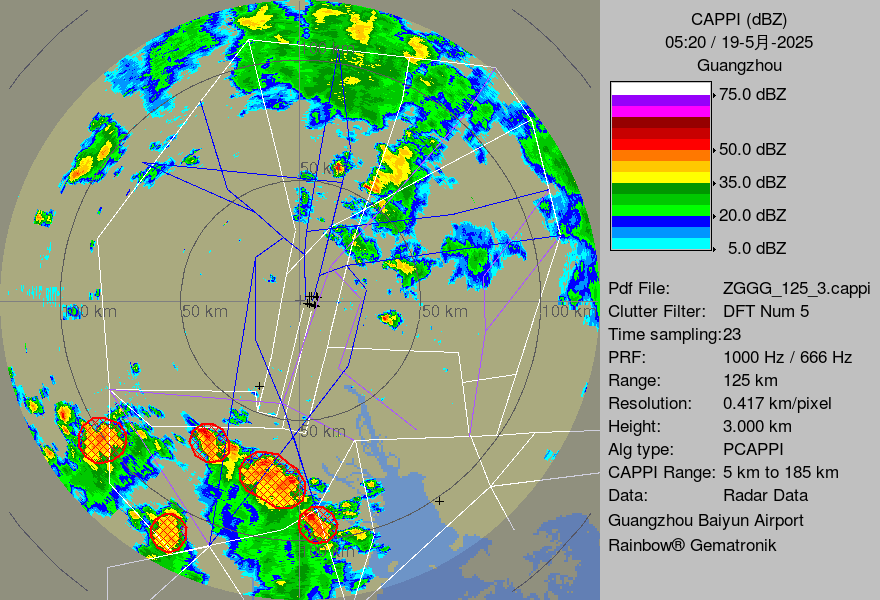 CAPPI (dBZ)
05:20 / 19-5月-2025
Guangzhou
75.0 dBZ
50.0 dBZ
35.0 dBZ
20.0 dBZ
5.0 dBZ
Pdf File: ZGGG_125_3.cappi
Clutter Filter: DFT Num 5
Time sampling:23
PRF: 1000 Hz / 666 Hz
Range: 125 km
Resolution: 0.417 km/pixel
Height: 3.000 km
Alg type: PCAPPI
CAPPI Range: 5 km to 185 km
Data: Radar Data
Guangzhou Baiyun Airport
Rainbow® Gematronik
50 km
100 km
50 km
50 km
100 km
50 km